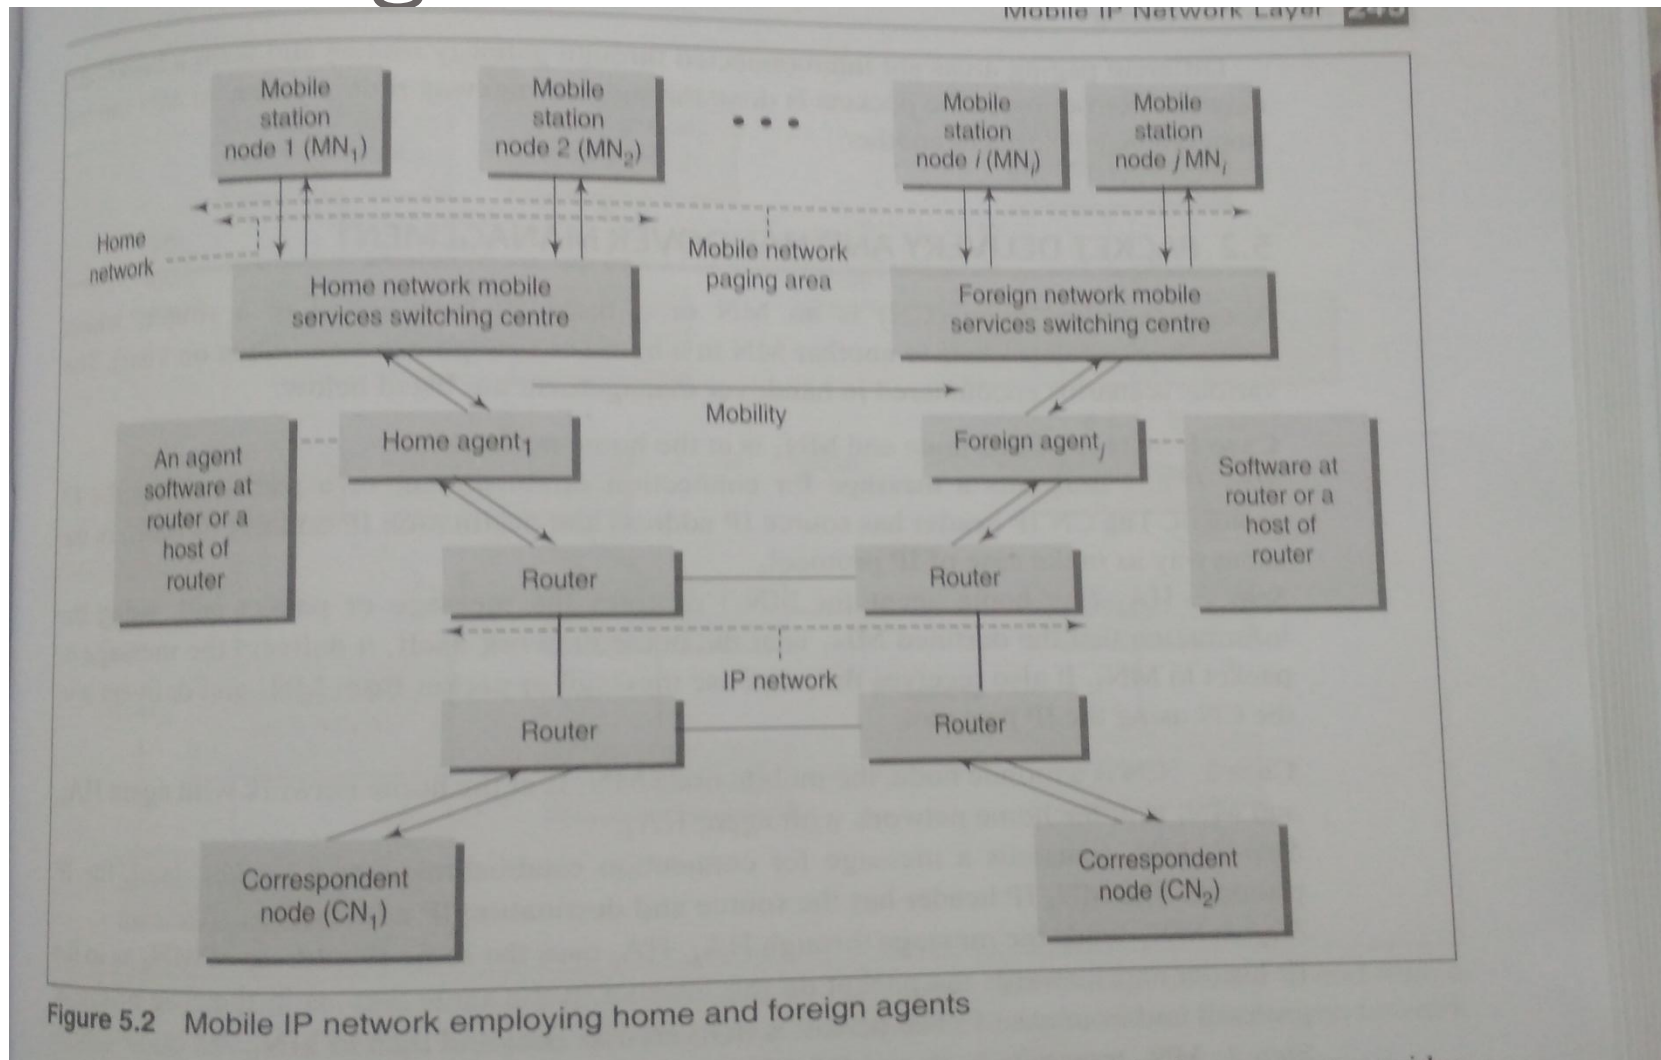 Mobile IP Network Layer
Mobile
station
node 1 (MN₁)
Mobile
station
node 2 (MN₂)
• • •
Mobile
station
node i (MNᵢ)
Mobile
station
node j MNⱼ
Home
network
Mobile network
paging area
Home network mobile
services switching centre
Foreign network mobile
services switching centre
Mobility
An agent
software at
router or a
host of
router
Home agent₁
Foreign agentⱼ
Software at
router or a
host of
router
Router
Router
IP network
Router
Router
Correspondent
node (CN₁)
Correspondent
node (CN₂)
Figure 5.2 Mobile IP network employing home and foreign agents